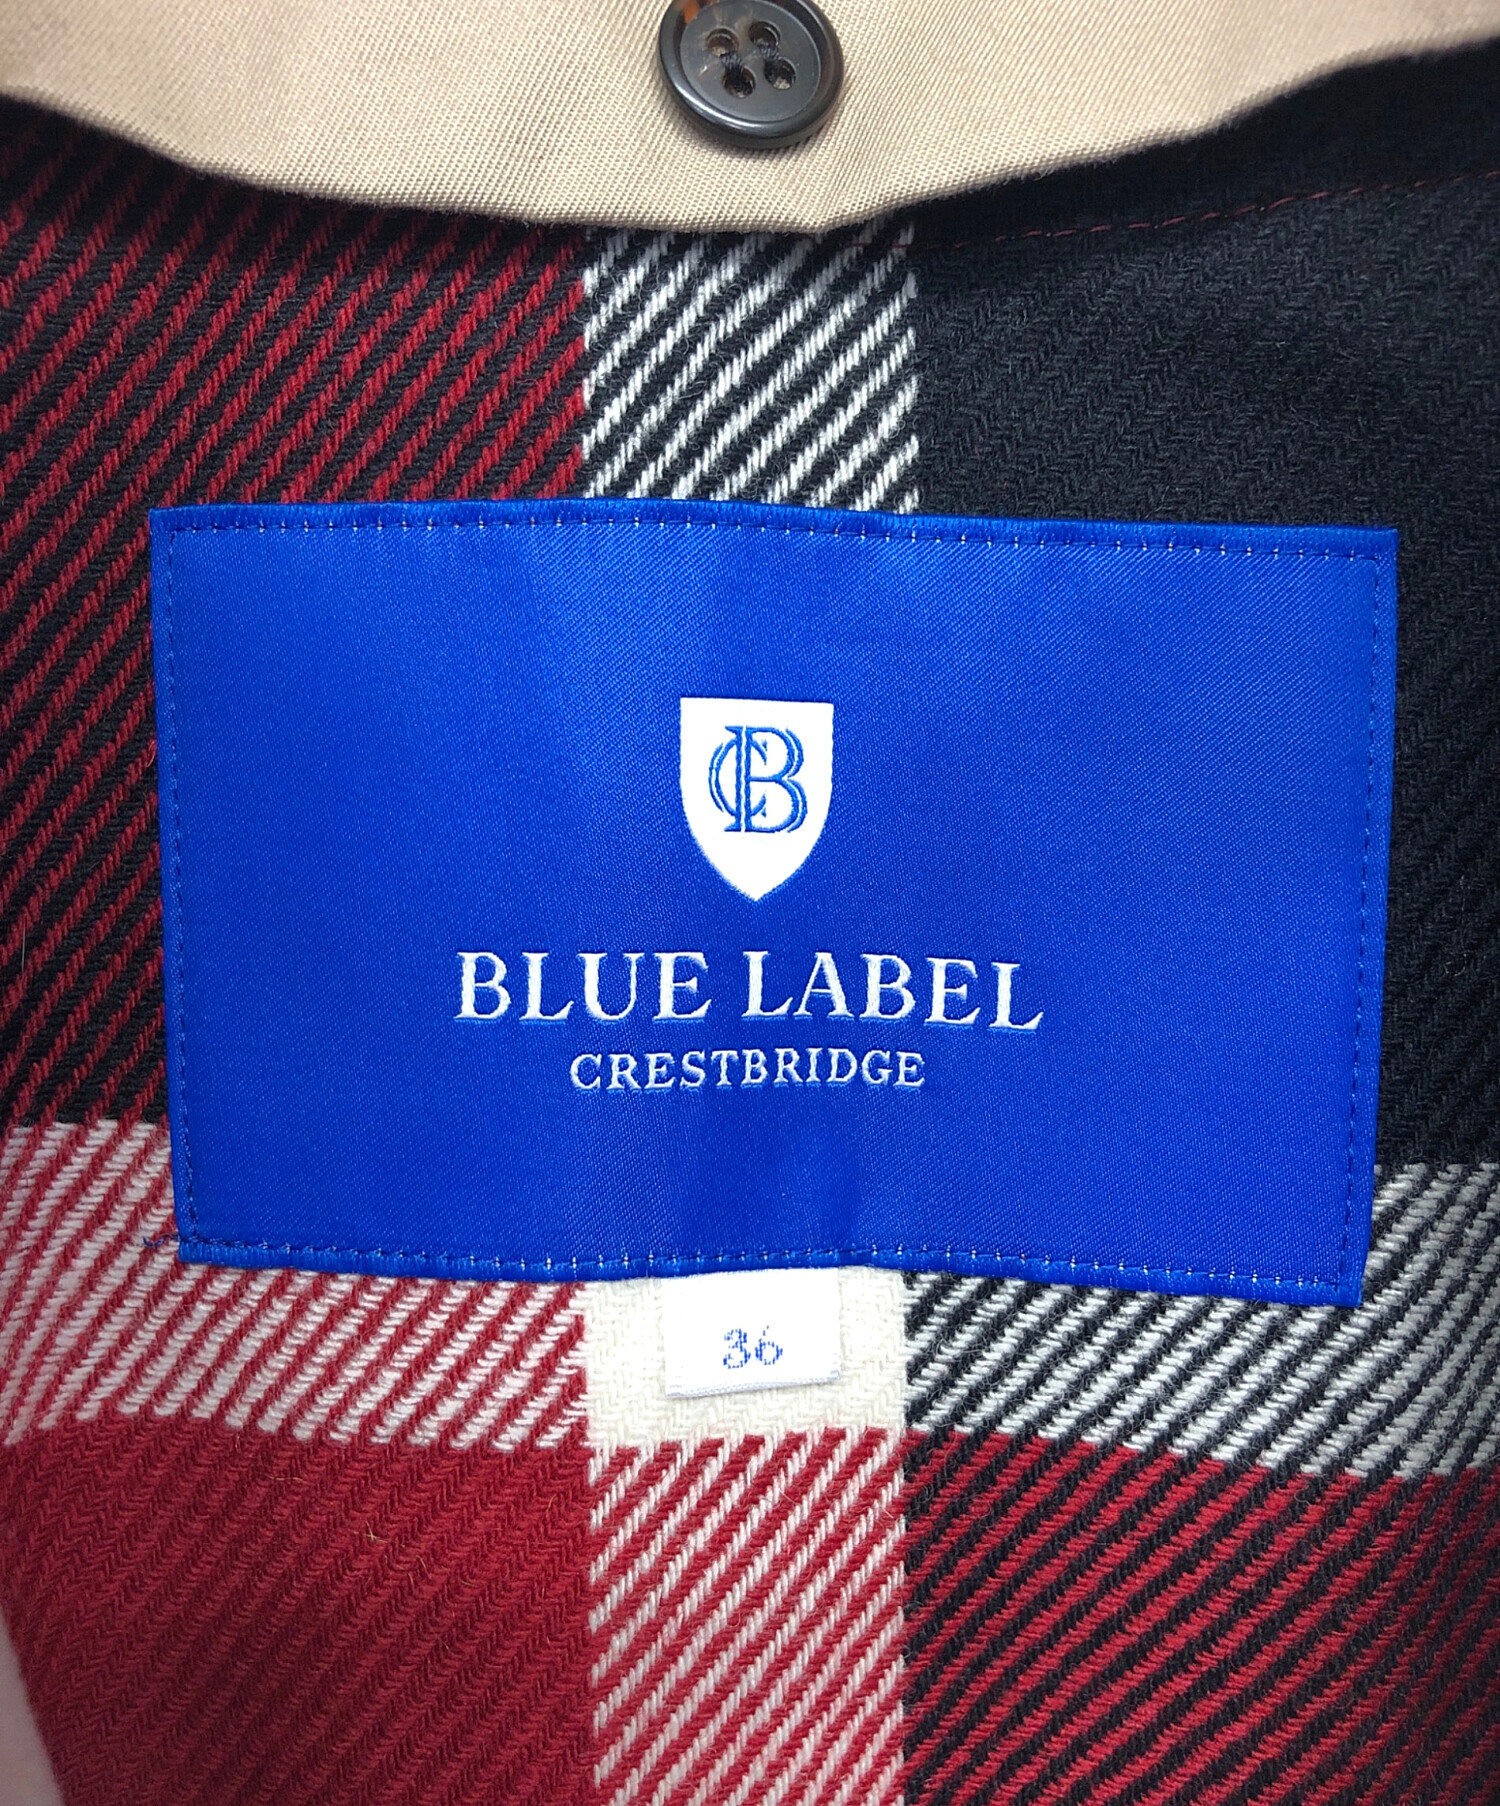 CB
BLUE LABEL
CRESTBRIDGE
36